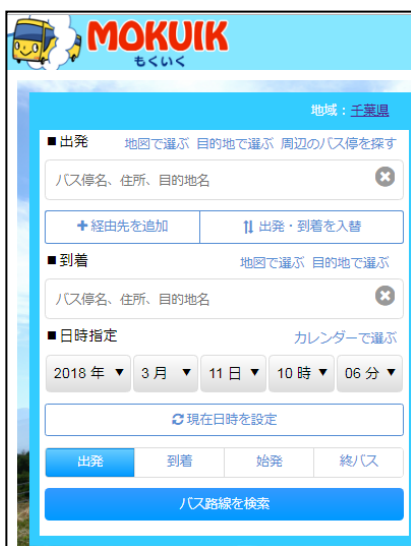 MOKUIK
もくいく
地域：千葉県
■出発 地図で選ぶ 目的地で選ぶ 周辺のバス停を探す
バス停名、住所、目的地名
+経由先を追加 出発・到着を入替
■到着 地図で選ぶ 目的地で選ぶ
バス停名、住所、目的地名
■日時指定 カレンダーで選ぶ
2018 年 ▼ 3 月 ▼ 11 日 ▼ 10 時 ▼ 06 分 ▼
現在日時を設定
出発 到着 始発 終バス
バス路線を検索